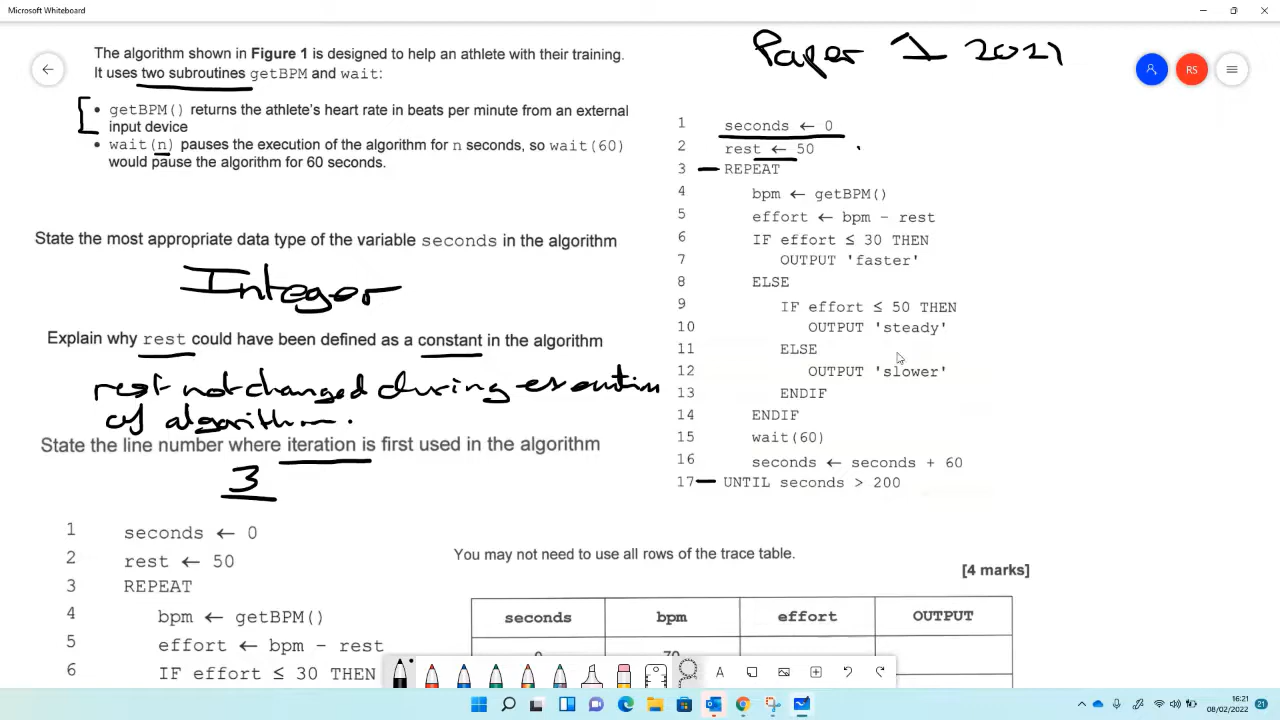 Microsoft Whiteboard
The algorithm shown in Figure 1 is designed to help an athlete with their training.
It uses two subroutines getBPM and wait:
• getBPM() returns the athlete's heart rate in beats per minute from an external
input device
• wait(n) pauses the execution of the algorithm for n seconds, so wait(60)
would pause the algorithm for 60 seconds.
State the most appropriate data type of the variable seconds in the algorithm
Integer
Explain why rest could have been defined as a constant in the algorithm
rest not changed during execution
of algorithm.
State the line number where iteration is first used in the algorithm
3
Paper 1 2021
RS
1 seconds ← 0
2 rest ← 50
3 REPEAT
4 bpm ← getBPM()
5 effort ← bpm - rest
6 IF effort ≤ 30 THEN
7 OUTPUT 'faster'
8 ELSE
9 IF effort ≤ 50 THEN
10 OUTPUT 'steady'
11 ELSE
12 OUTPUT 'slower'
13 ENDIF
14 ENDIF
15 wait(60)
16 seconds ← seconds + 60
17 UNTIL seconds > 200
1 seconds ← 0
2 rest ← 50
3 REPEAT
4 bpm ← getBPM()
5 effort ← bpm - rest
6 IF effort ≤ 30 THEN
You may not need to use all rows of the trace table.
[4 marks]
seconds bpm effort OUTPUT
0 70
16:21
08/02/2022